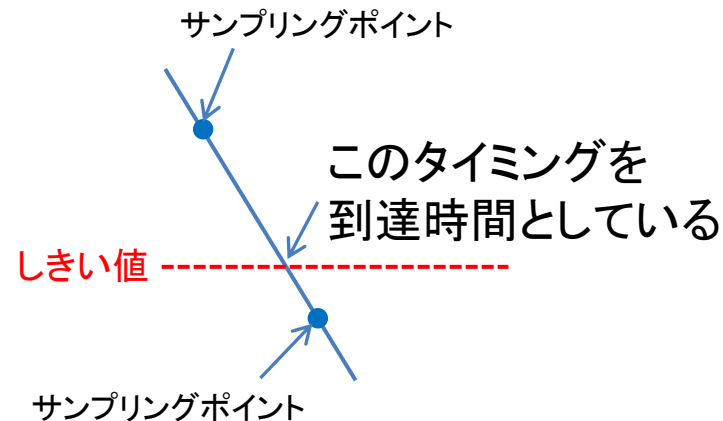 サンプリングポイント
このタイミングを
到達時間としている
しきい値
サンプリングポイント